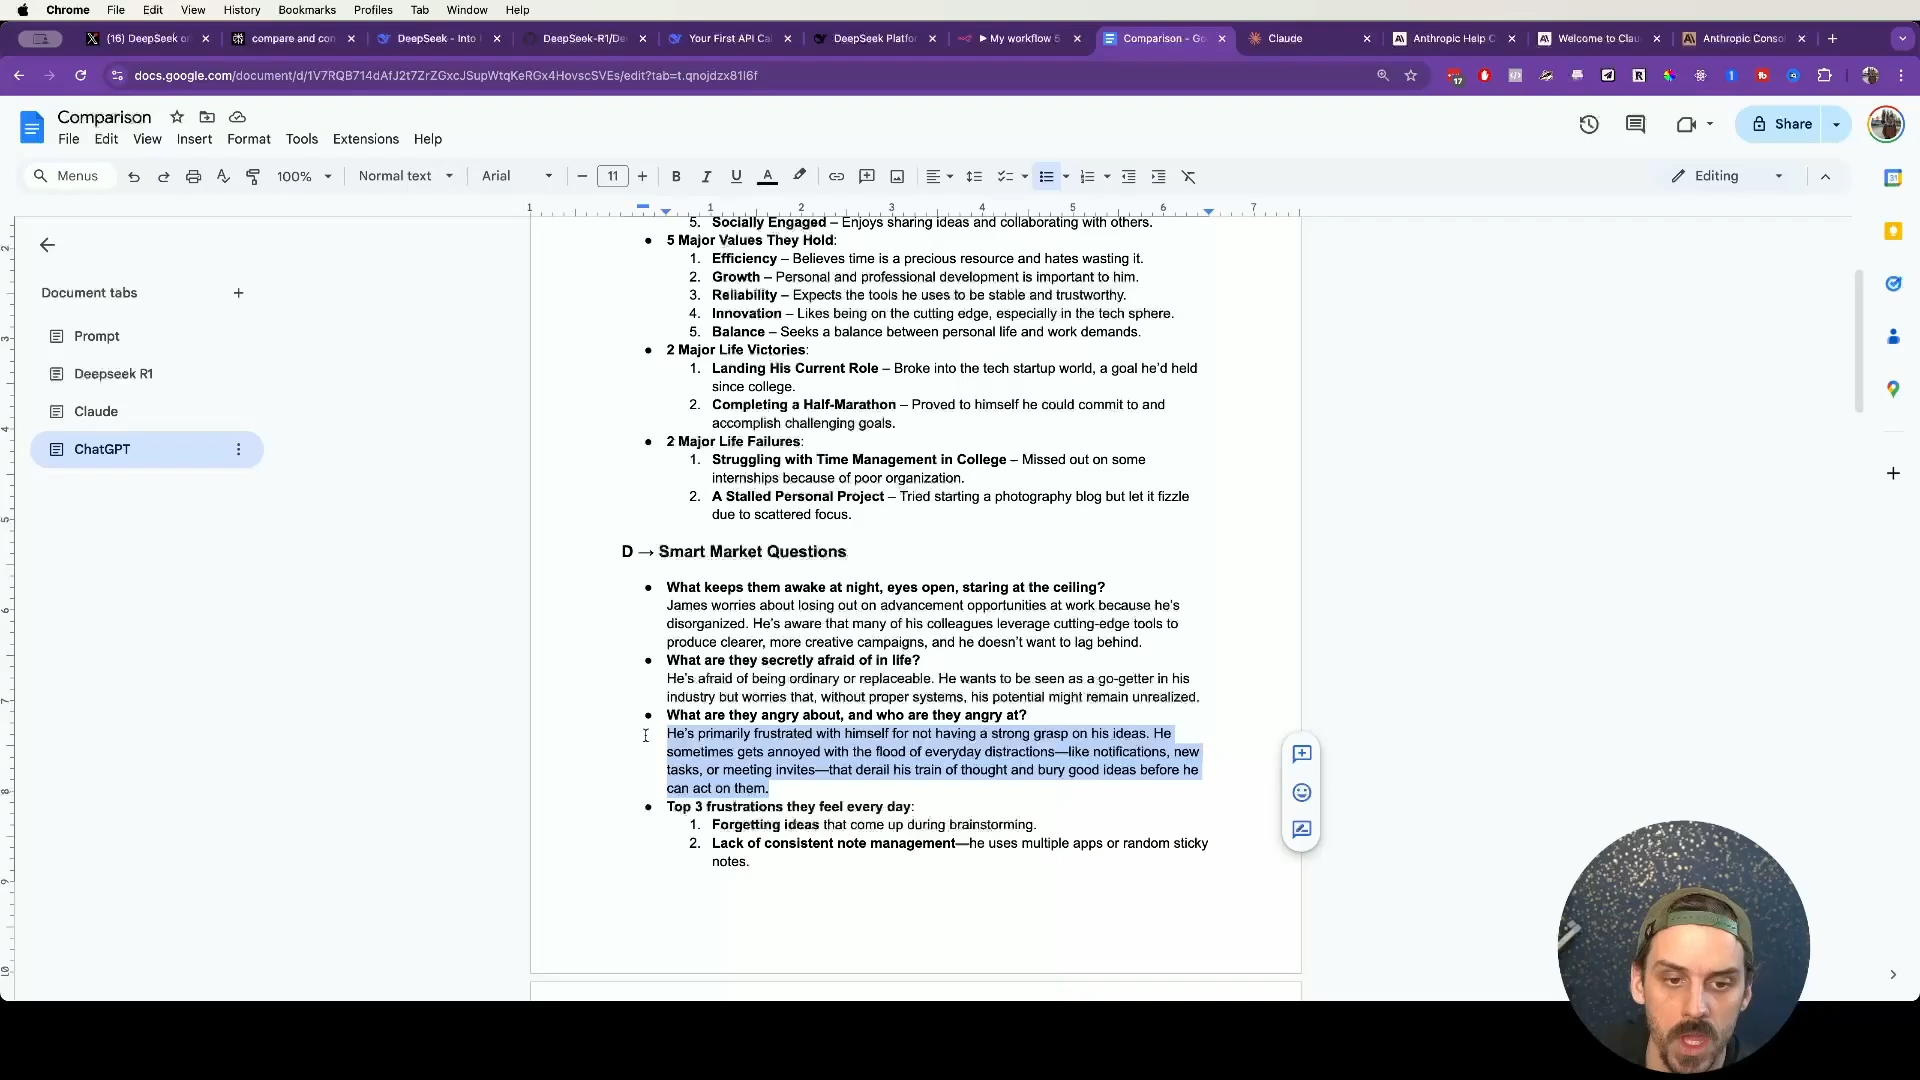 Chrome File Edit View History Bookmarks Profiles Tab Window Help
(16) DeepSeek on
compare and con
DeepSeek - Into
DeepSeek-R1/De
Your First API Cal
DeepSeek Platfor
My workflow 5
Comparison - Go
Claude
Anthropic Help C
Welcome to Clau
Anthropic Conso
docs.google.com/document/d/1V7RQB714dAfJ2t7ZrZGxcJSupWtqKeRGx4HovscSVEs/edit?tab=t.qnojdzx81l6f
17
Comparison
File Edit View Insert Format Tools Extensions Help
Share
Menus 100% Normal text Arial 11 Editing
1 1 2 3 4 5 6 7
Document tabs
Prompt
Deepseek R1
Claude
ChatGPT
5. Socially Engaged – Enjoys sharing ideas and collaborating with others.
● 5 Major Values They Hold:
1. Efficiency – Believes time is a precious resource and hates wasting it.
2. Growth – Personal and professional development is important to him.
3. Reliability – Expects the tools he uses to be stable and trustworthy.
4. Innovation – Likes being on the cutting edge, especially in the tech sphere.
5. Balance – Seeks a balance between personal life and work demands.
● 2 Major Life Victories:
1. Landing His Current Role – Broke into the tech startup world, a goal he’d held
since college.
2. Completing a Half-Marathon – Proved to himself he could commit to and
accomplish challenging goals.
● 2 Major Life Failures:
1. Struggling with Time Management in College – Missed out on some
internships because of poor organization.
2. A Stalled Personal Project – Tried starting a photography blog but let it fizzle
due to scattered focus.
D → Smart Market Questions
● What keeps them awake at night, eyes open, staring at the ceiling?
James worries about losing out on advancement opportunities at work because he’s
disorganized. He’s aware that many of his colleagues leverage cutting-edge tools to
produce clearer, more creative campaigns, and he doesn’t want to lag behind.
● What are they secretly afraid of in life?
He’s afraid of being ordinary or replaceable. He wants to be seen as a go-getter in his
industry but worries that, without proper systems, his potential might remain unrealized.
● What are they angry about, and who are they angry at?
He’s primarily frustrated with himself for not having a strong grasp on his ideas. He
sometimes gets annoyed with the flood of everyday distractions—like notifications, new
tasks, or meeting invites—that derail his train of thought and bury good ideas before he
can act on them.
● Top 3 frustrations they feel every day:
1. Forgetting ideas that come up during brainstorming.
2. Lack of consistent note management—he uses multiple apps or random sticky
notes.